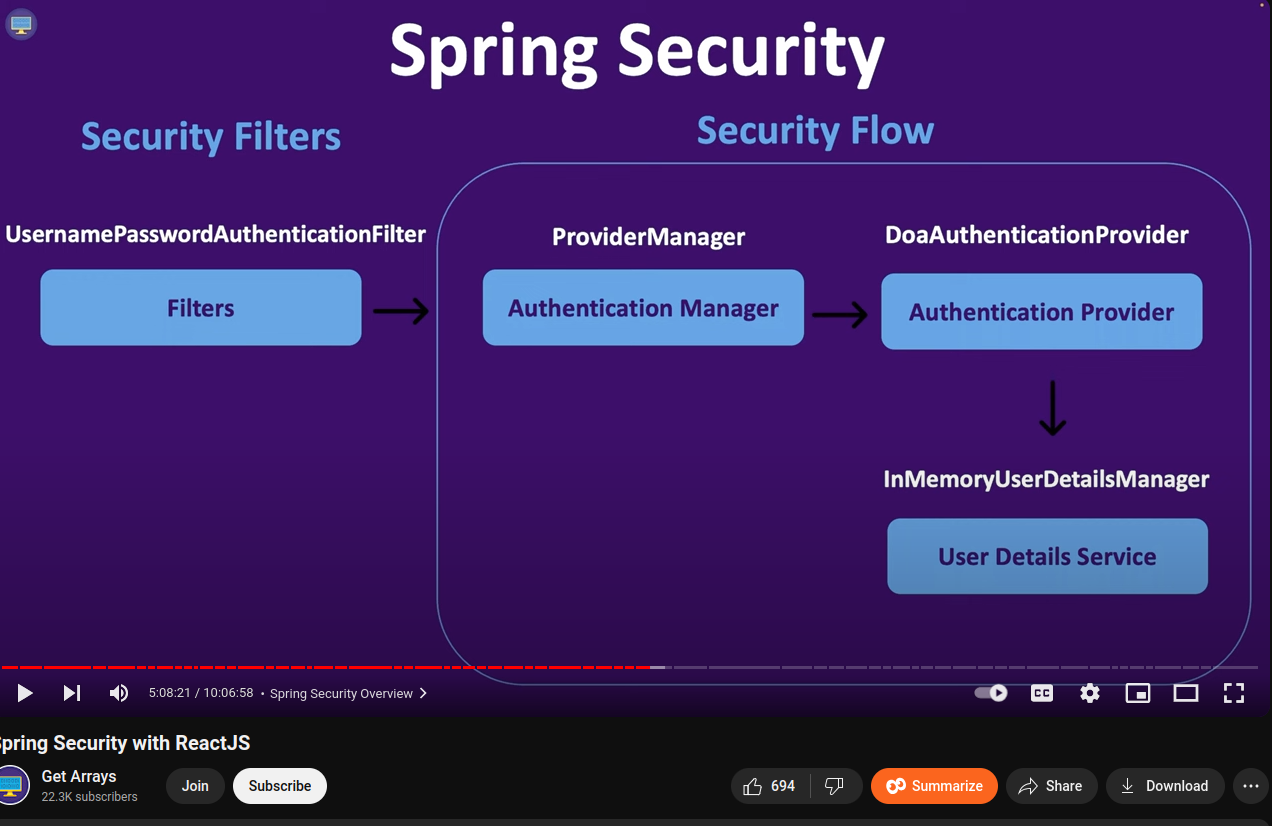 Spring Security
Security Filters
Security Flow
UsernamePasswordAuthenticationFilter
ProviderManager
DoaAuthenticationProvider
Filters
Authentication Manager
Authentication Provider
InMemoryUserDetailsManager
User Details Service
5:08:21 / 10:06:58 • Spring Security Overview
CC
pring Security with ReactJS
Get Arrays
22.3K subscribers
Join
Subscribe
694
Summarize
Share
Download